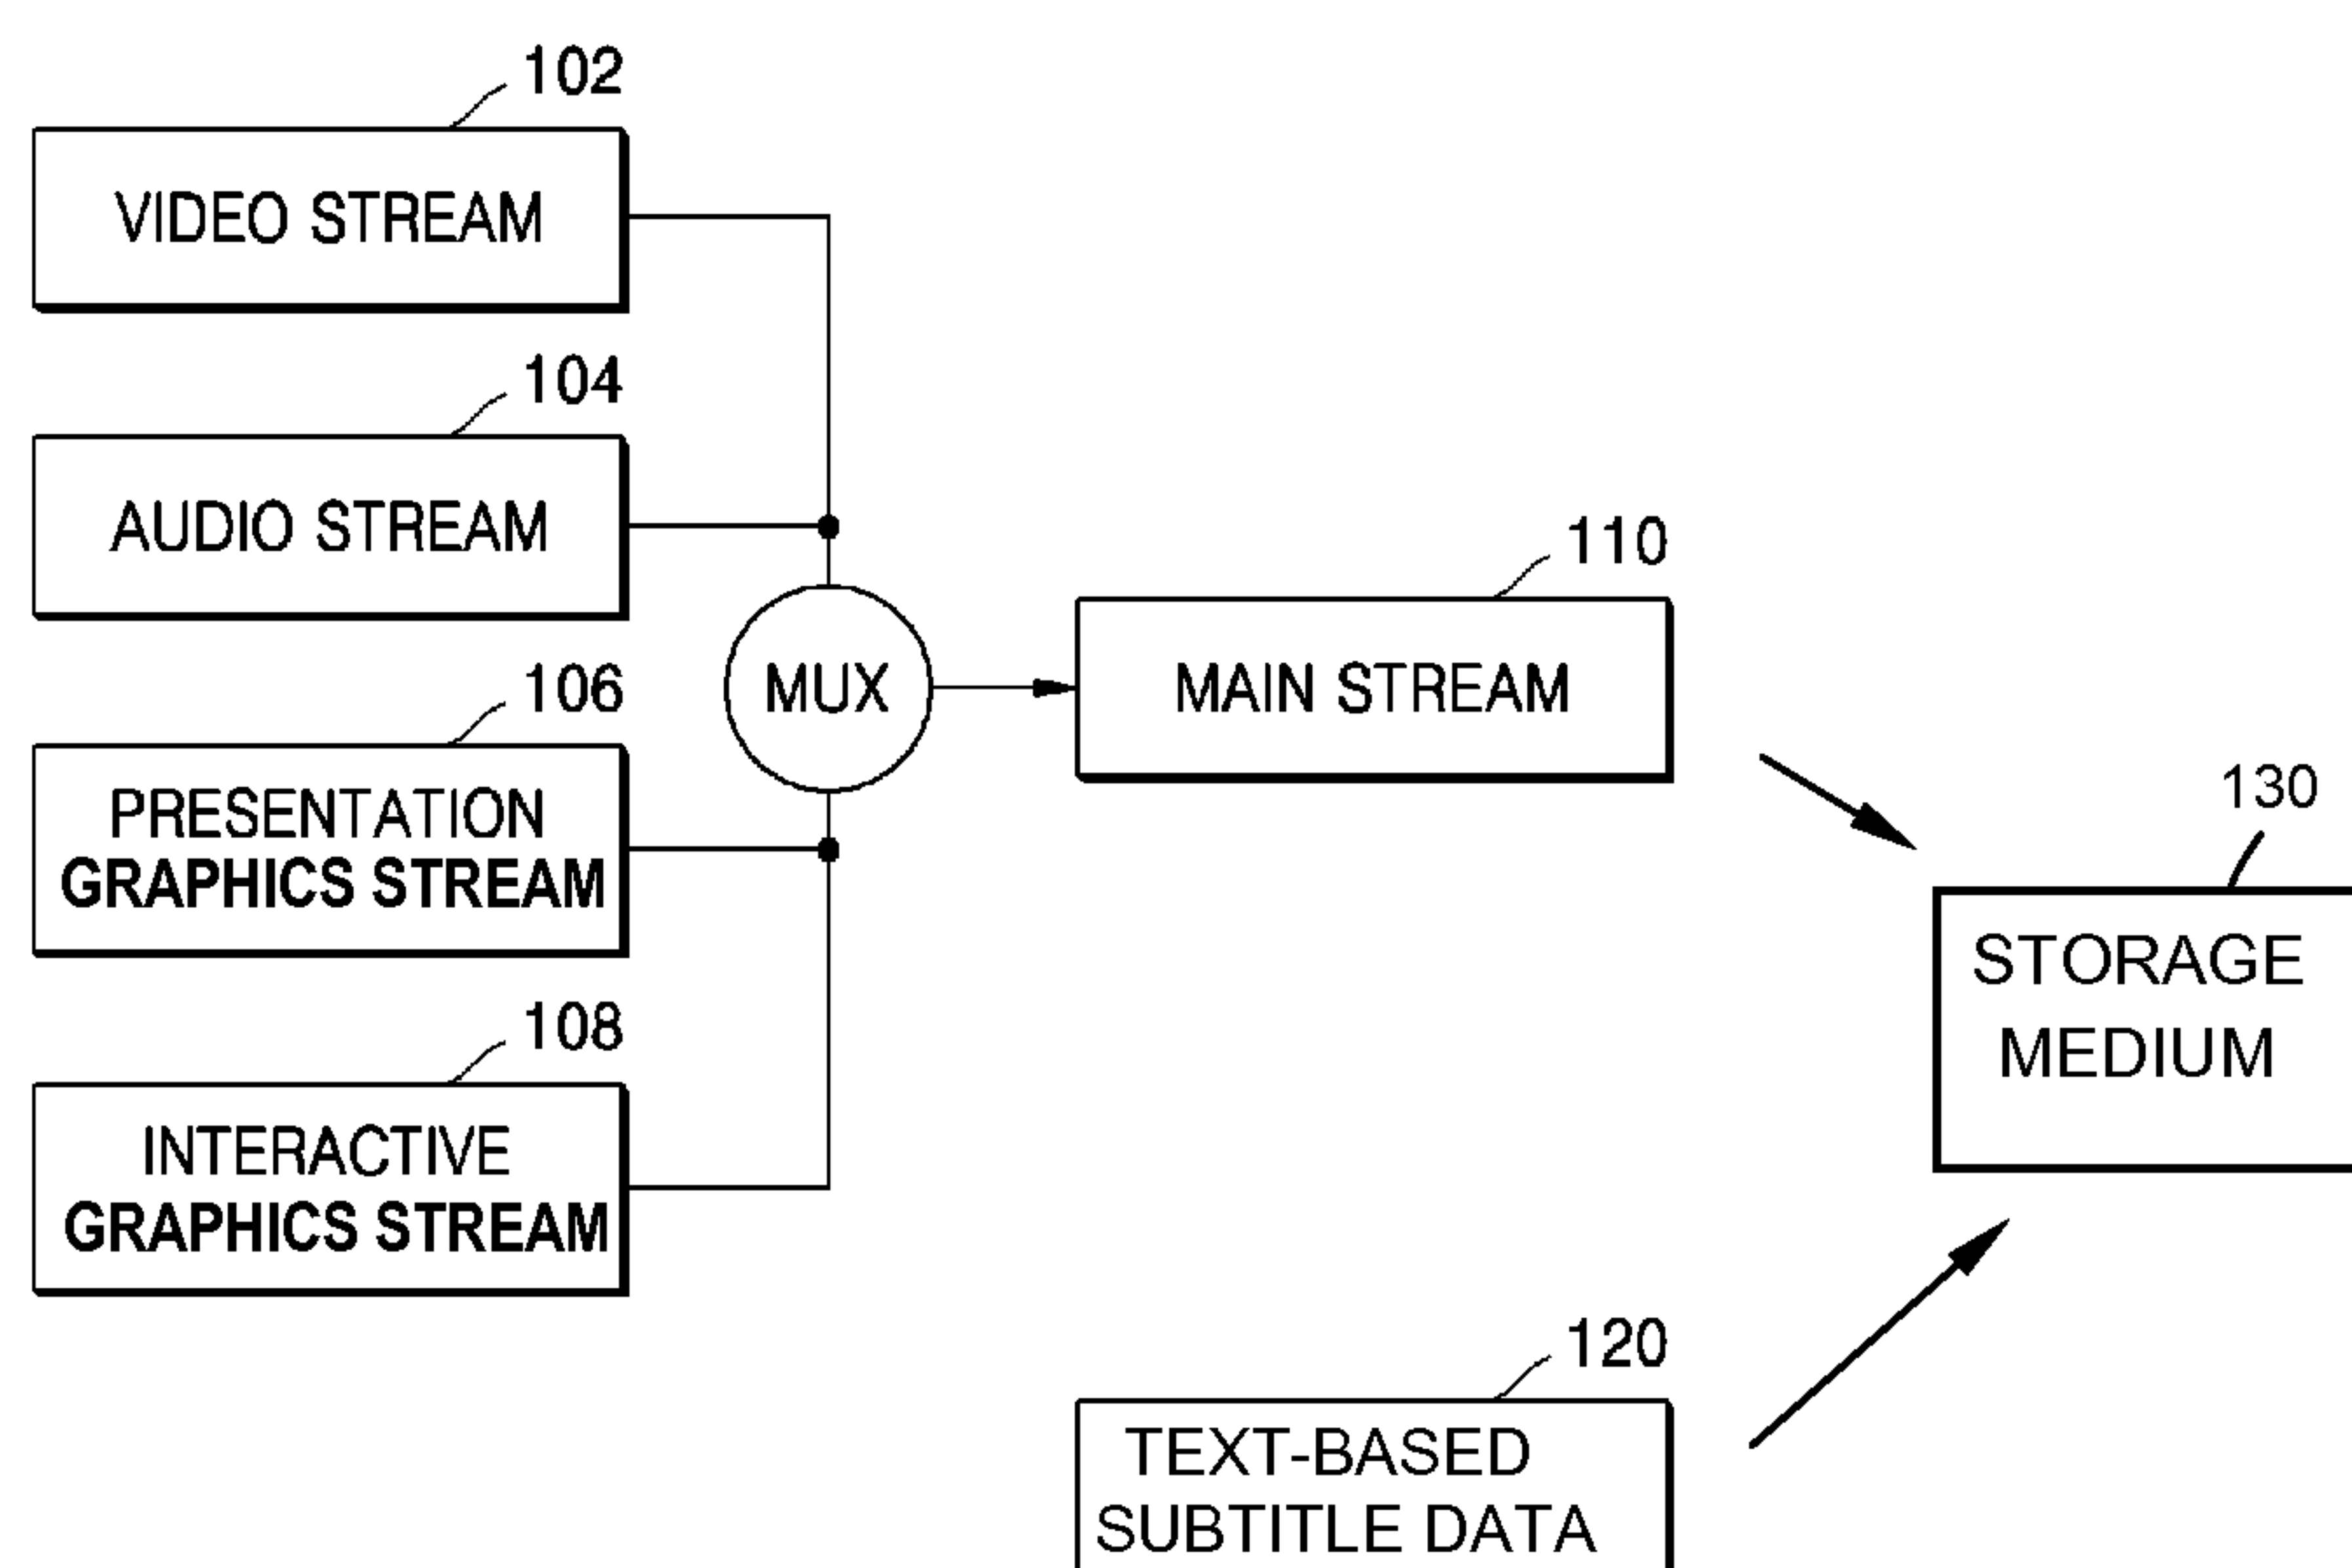 102
VIDEO STREAM
104
AUDIO STREAM
106
PRESENTATION
GRAPHICS STREAM
108
INTERACTIVE
GRAPHICS STREAM
MUX
110
MAIN STREAM
120
TEXT-BASED
SUBTITLE DATA
130
STORAGE
MEDIUM